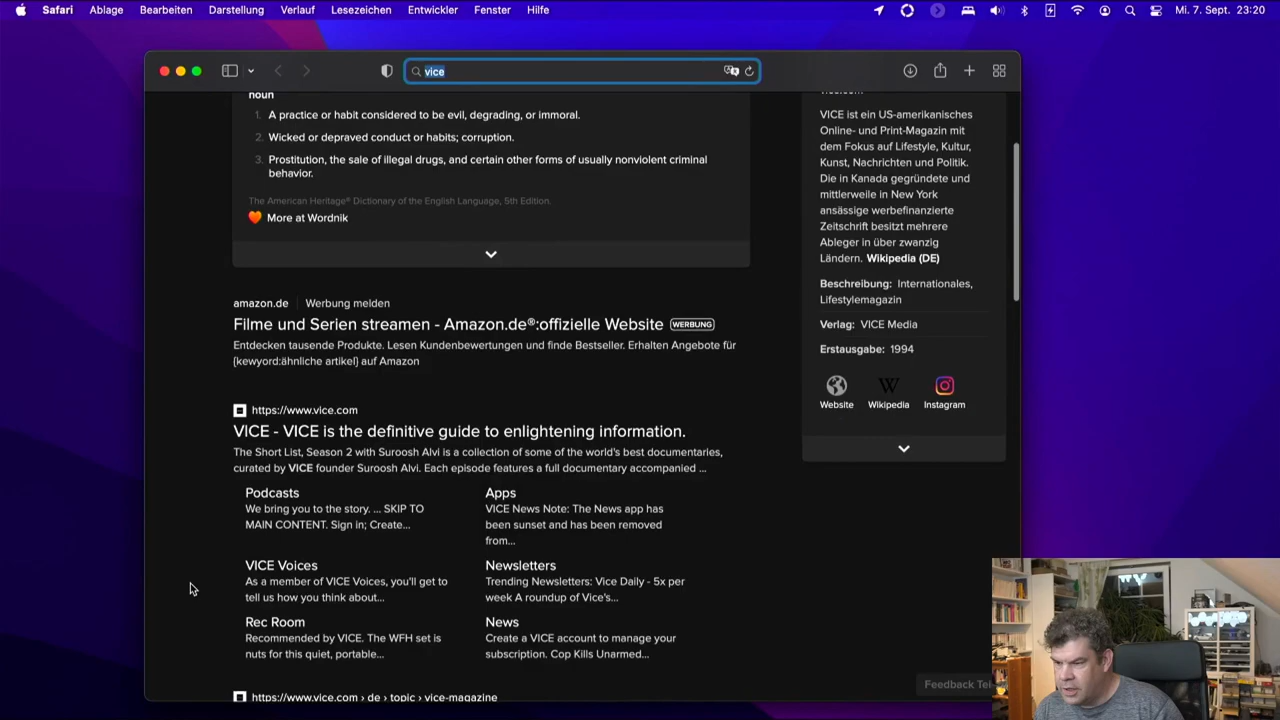 Safari Ablage Bearbeiten Darstellung Verlauf Lesezeichen Entwickler Fenster Hilfe Mi. 7. Sept. 23:20
vice
noun
1. A practice or habit considered to be evil, degrading, or immoral.
2. Wicked or depraved conduct or habits; corruption.
3. Prostitution, the sale of illegal drugs, and certain other forms of usually nonviolent criminal
behavior.
The American Heritage® Dictionary of the English Language, 5th Edition.
More at Wordnik
amazon.de Werbung melden
Filme und Serien streamen - Amazon.de®:offizielle Website WERBUNG
Entdecken tausende Produkte. Lesen Kundenbewertungen und finde Bestseller. Erhalten Angebote für
{kewyord:ähnliche artikel} auf Amazon
https://www.vice.com
VICE - VICE is the definitive guide to enlightening information.
The Short List, Season 2 with Suroosh Alvi is a collection of some of the world's best documentaries,
curated by VICE founder Suroosh Alvi. Each episode features a full documentary accompanied ...
Podcasts
We bring you to the story. ... SKIP TO
MAIN CONTENT. Sign in; Create...
Apps
VICE News Note: The News app has
been sunset and has been removed
from...
VICE Voices
As a member of VICE Voices, you'll get to
tell us how you think about...
Newsletters
Trending Newsletters: Vice Daily - 5x per
week A roundup of Vice's...
Rec Room
Recommended by VICE. The WFH set is
nuts for this quiet, portable...
News
Create a VICE account to manage your
subscription. Cop Kills Unarmed...
https://www.vice.com › de › topic › vice-magazine
VICE ist ein US-amerikanisches
Online- und Print-Magazin mit
dem Fokus auf Lifestyle, Kultur,
Kunst, Nachrichten und Politik.
Die in Kanada gegründete und
mittlerweile in New York
ansässige werbefinanzierte
Zeitschrift besitzt mehrere
Ableger in über zwanzig
Ländern. Wikipedia (DE)
Beschreibung: Internationales,
Lifestylemagazin
Verlag: VICE Media
Erstausgabe: 1994
Website Wikipedia Instagram
Feedback Tei